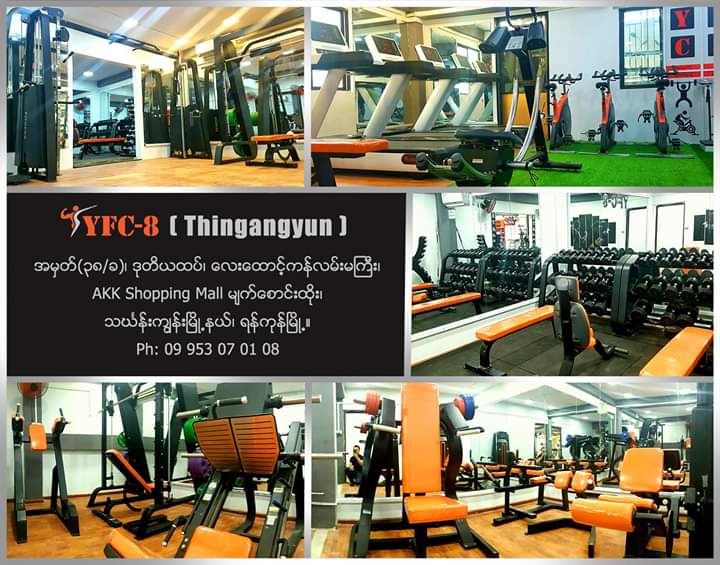 Y
C
YFC-8 ( Thingangyun )
အမှတ်(၃၈/ခ)၊ ဒုတိယထပ်၊ လေးထောင့်ကန်လမ်းမကြီး၊
AKK Shopping Mall မျက်စောင်းထိုး၊
သင်္ဃန်းကျွန်းမြို့နယ်၊ ရန်ကုန်မြို့။
Ph: 09 953 07 01 08